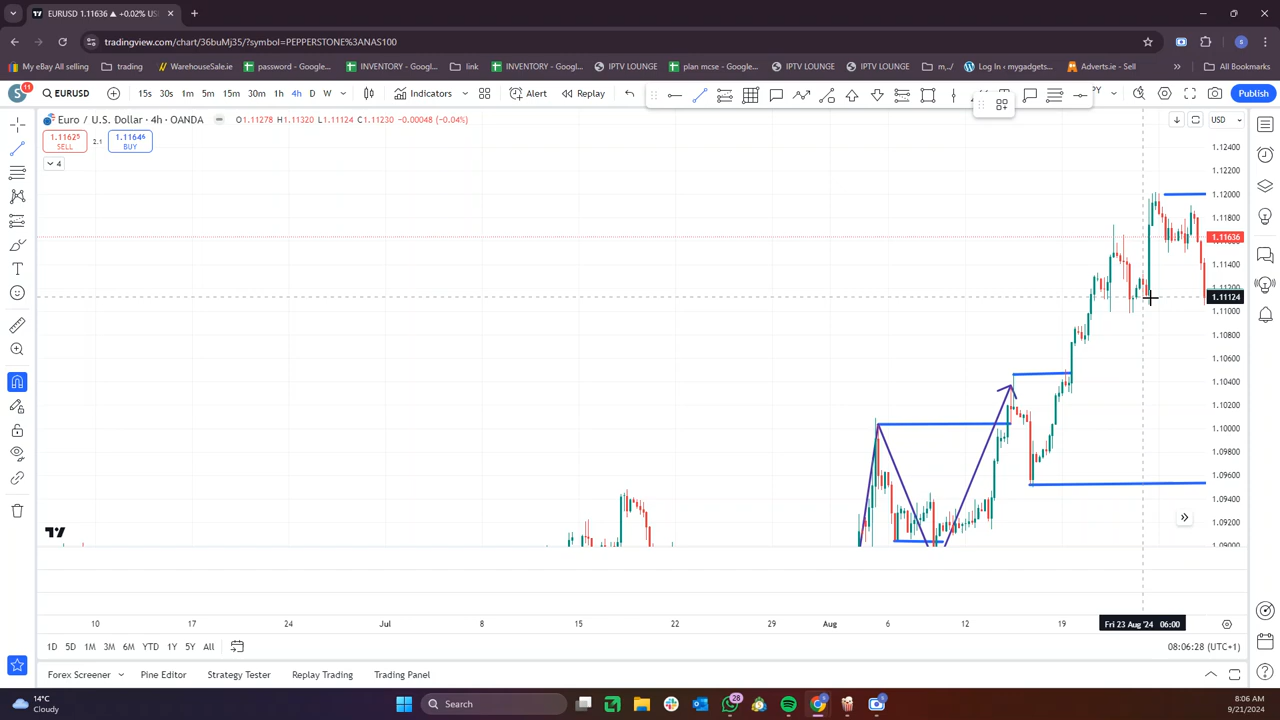 EURUSD 1.11636 ▲ +0.02% US
tradingview.com/chart/36buMj35/?symbol=PEPPERSTONE%3ANAS100
S
My eBay All selling
trading
WarehouseSale.ie
password - Google...
INVENTORY - Googl...
link
INVENTORY - Googl...
IPTV LOUNGE
plan mcse - Google...
IPTV LOUNGE
IPTV LOUNGE
m,./
Log In ‹ mygadgets...
Adverts.ie - Sell
All Bookmarks
S
11
EURUSD
15s 30s 1m 5m 15m 30m 1h 4h D W
Indicators
Alert
Replay
Publish
Euro / U.S. Dollar · 4h · OANDA
O1.11278 H1.11320 L1.11124 C1.11230 −0.00048 (−0.04%)
USD
1.11625
SELL
2.1
1.11646
BUY
4
1.12400
1.12200
1.12000
1.11800
1.11636
1.11400
1.11200
1.11124
1.11000
1.10800
1.10600
1.10400
1.10200
1.10000
1.09800
1.09600
1.09400
1.09200
1.09000
10 17 24 Jul 8 15 22 29 Aug 6 12 19
Fri 23 Aug '24 06:00
1D 5D 1M 3M 6M YTD 1Y 5Y All
08:06:28 (UTC+1)
Forex Screener
Pine Editor
Strategy Tester
Replay Trading
Trading Panel
14°C
Cloudy
Search
28
8:06 AM
9/21/2024